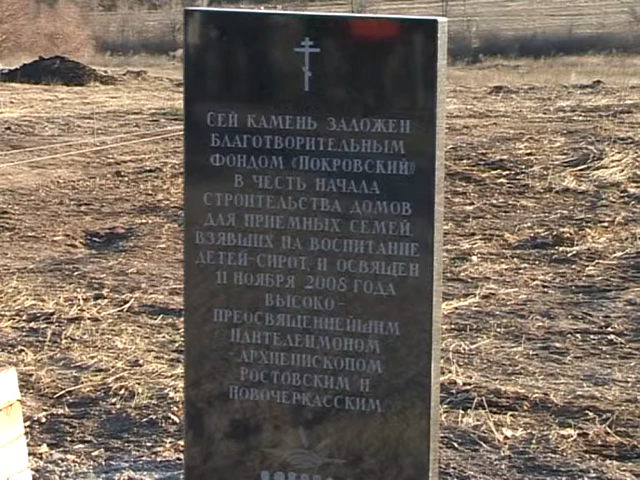 СЕЙ КАМЕНЬ ЗАЛОЖЕН
БЛАГОТВОРИТЕЛЬНЫМ
ФОНДОМ «ПОКРОВСКИЙ»
В ЧЕСТЬ НАЧАЛА
СТРОИТЕЛЬСТВА ДОМОВ
ДЛЯ ПРИЕМНЫХ СЕМЕЙ,
ВЗЯВШИХ НА ВОСПИТАНИЕ
ДЕТЕЙ-СИРОТ, И ОСВЯЩЕН
11 НОЯБРЯ 2008 ГОДА
ВЫСОКО-
ПРЕОСВЯЩЕННЕЙШИМ
ПАНТЕЛЕИМОНОМ
АРХИЕПИСКОПОМ
РОСТОВСКИМ И
НОВОЧЕРКАССКИМ